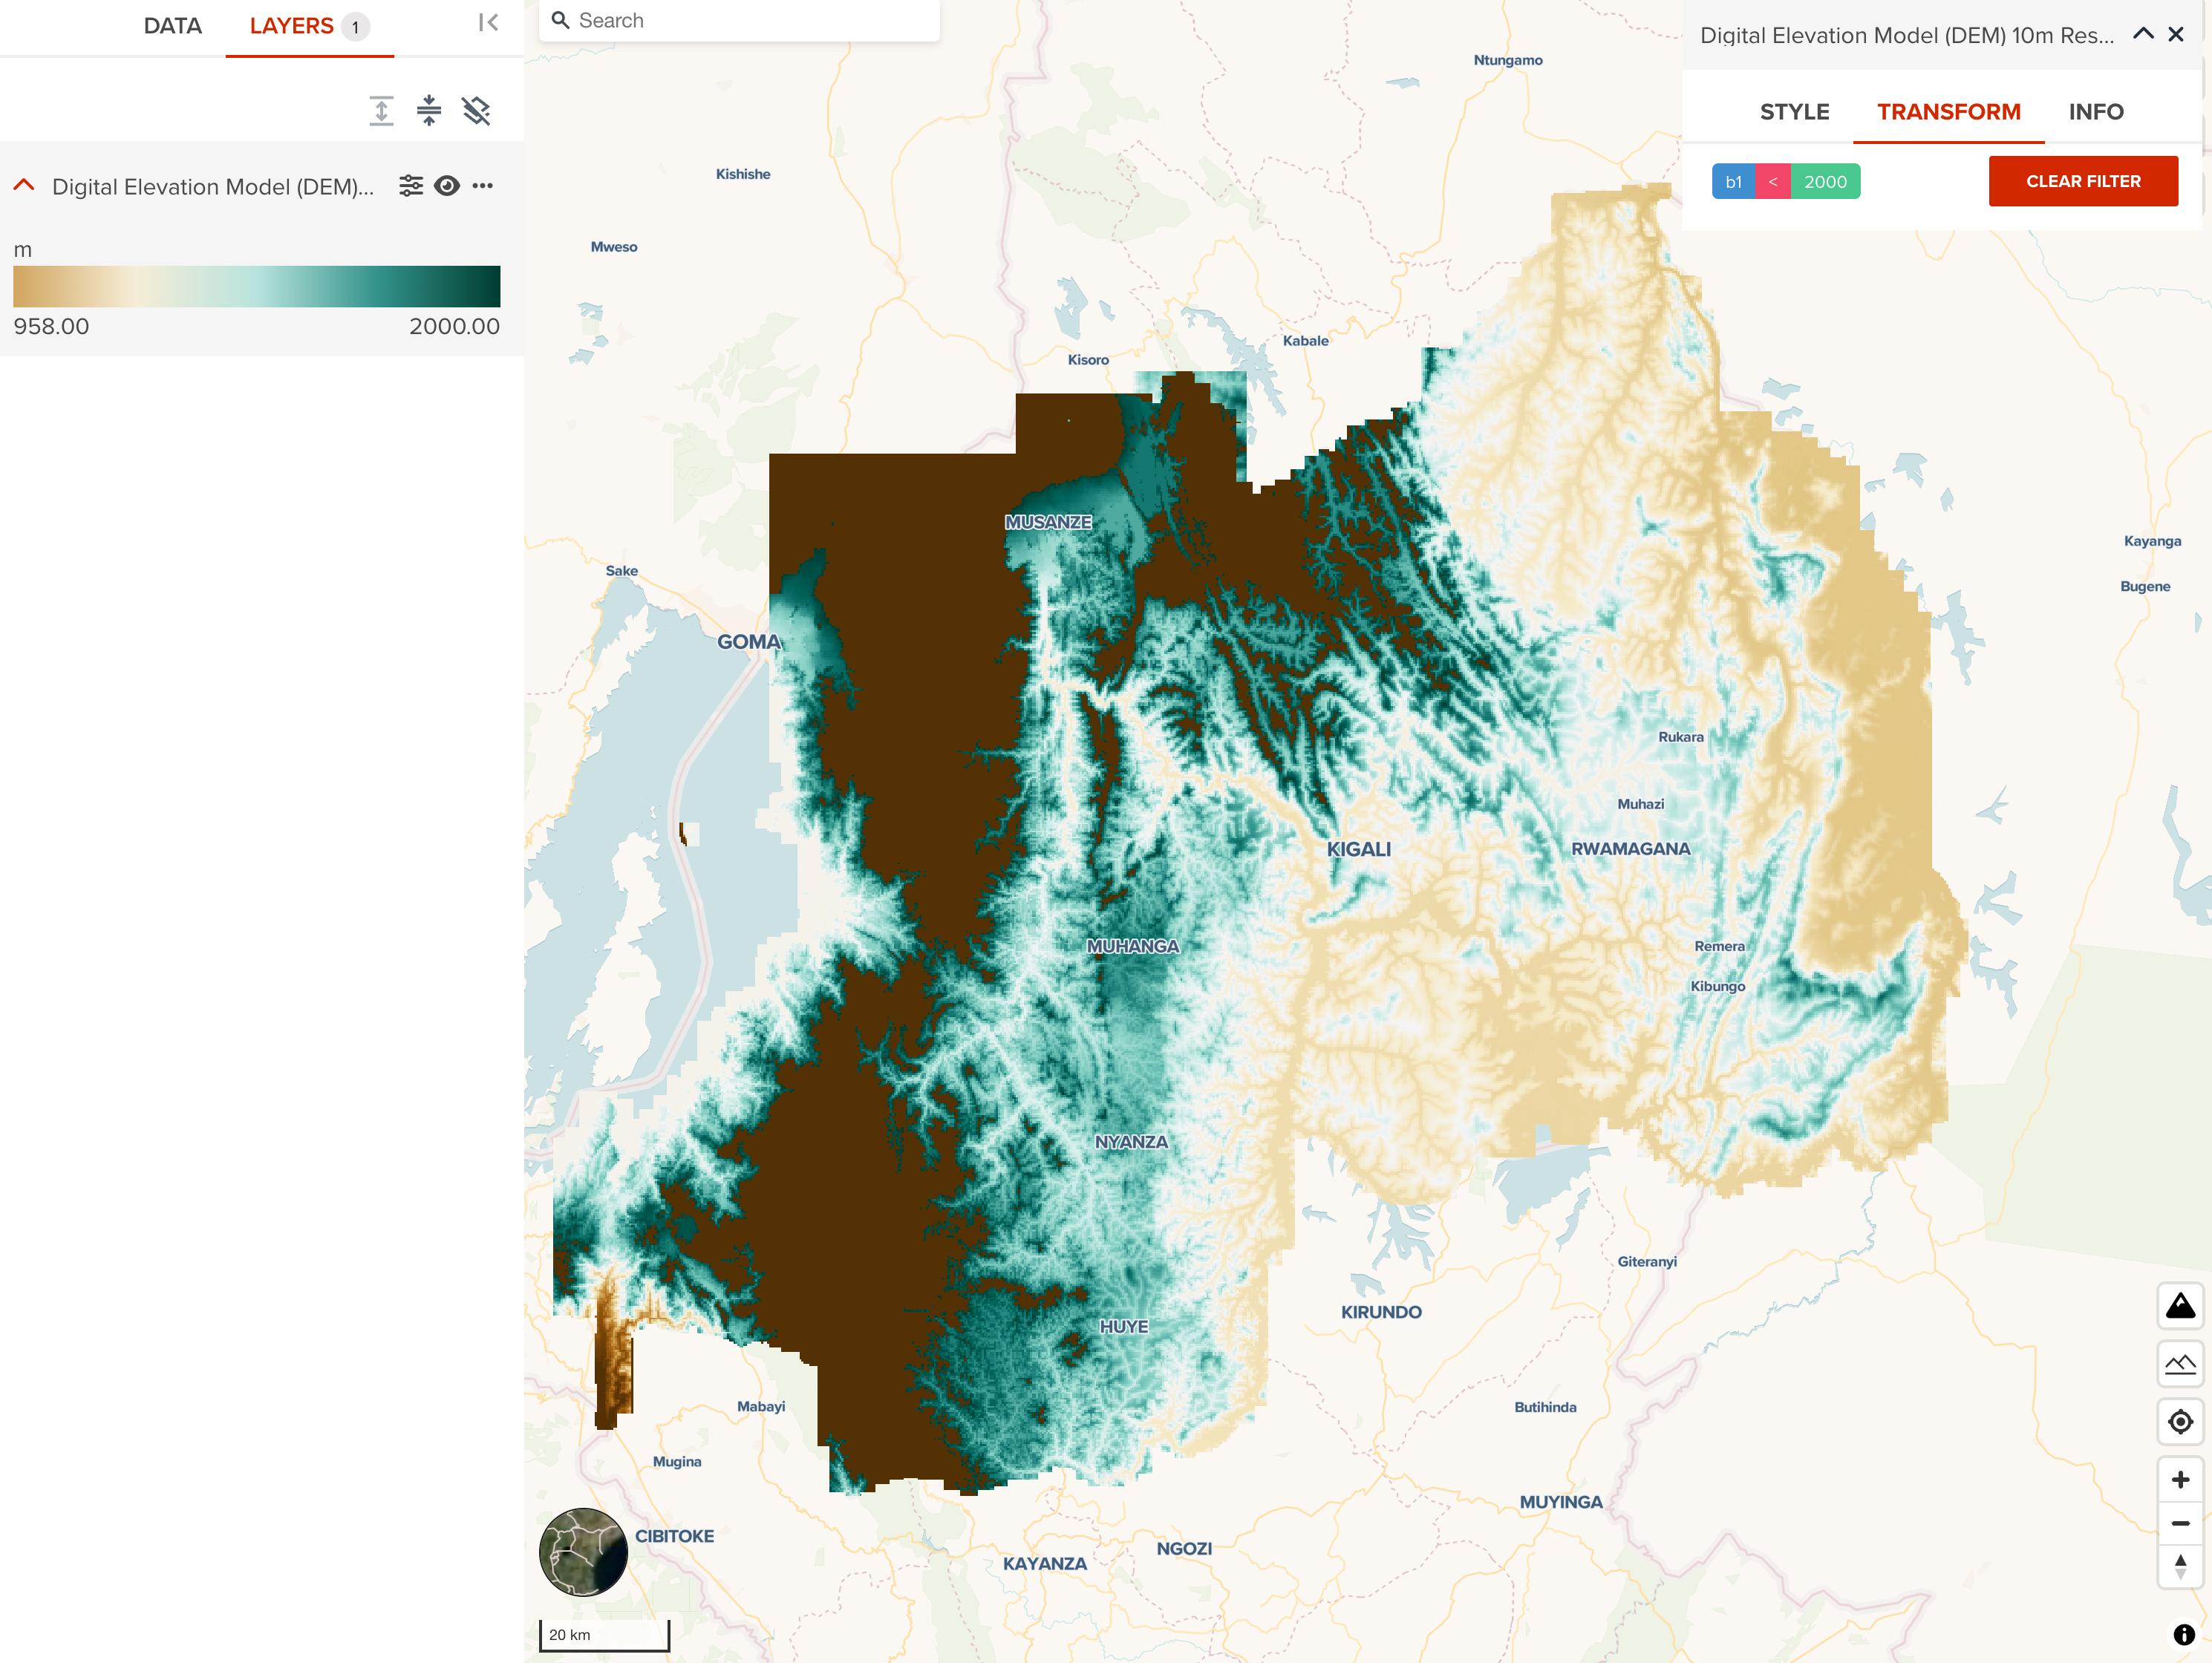 DATA
LAYERS 1
Digital Elevation Model (DEM)...
m
958.00
2000.00
Search
Digital Elevation Model (DEM) 10m Res...
STYLE
TRANSFORM
INFO
b1 < 2000
CLEAR FILTER
Ntungamo
Kishishe
Mweso
Kabale
Kisoro
MUSANZE
Kayanga
Sake
Bugene
GOMA
Rukara
Muhazi
KIGALI
RWAMAGANA
MUHANGA
Remera
Kibungo
NYANZA
Giteranyi
KIRUNDO
HUYE
Mabayi
Butihinda
Mugina
MUYINGA
CIBITOKE
NGOZI
KAYANZA
20 km